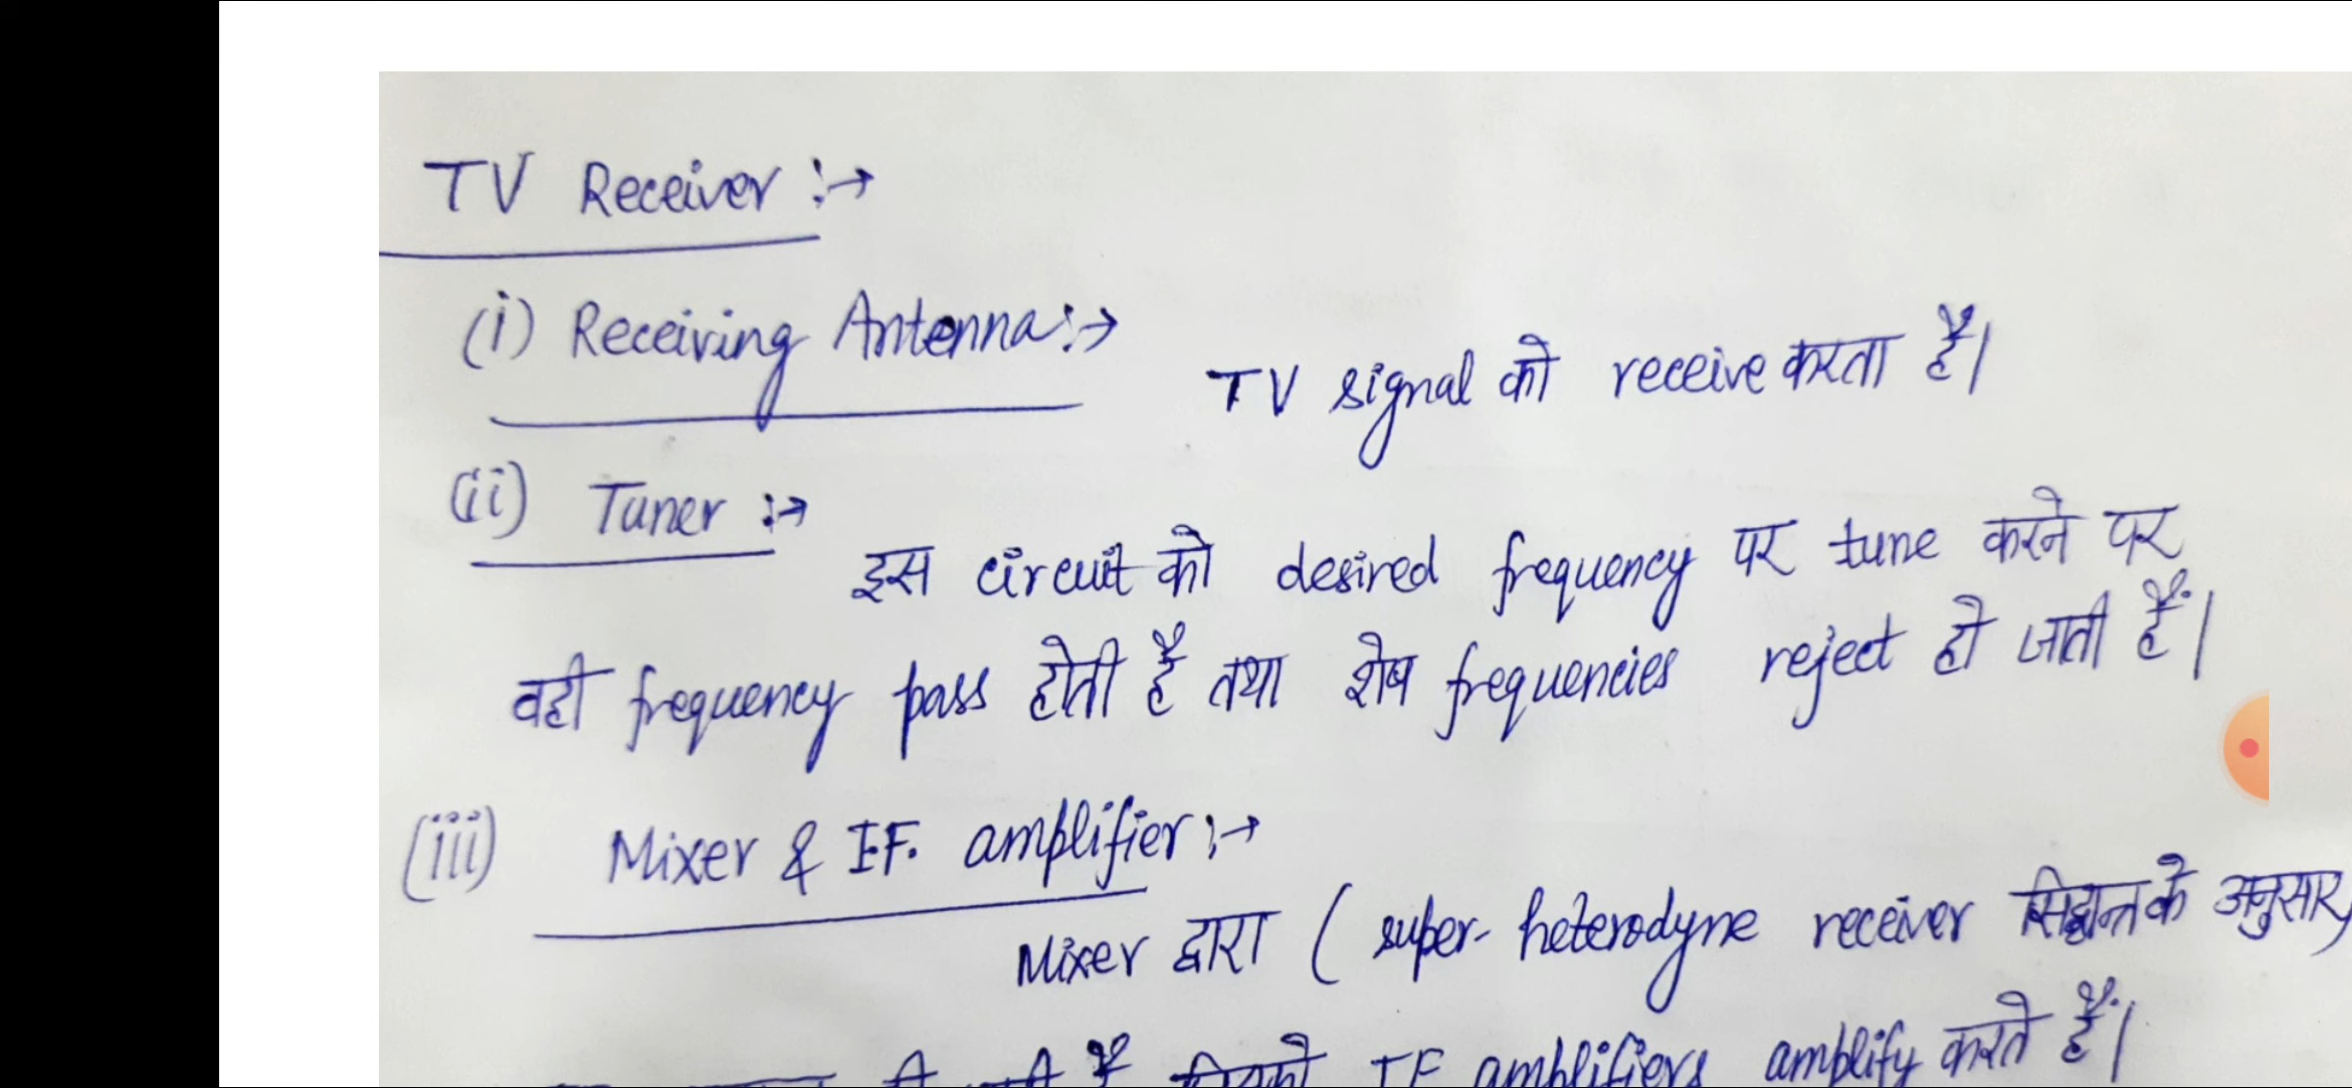 TV Receiver :→
(i) Receiving Antenna :→
TV signal को receive करता है।
(ii) Tuner :→
इस circuit को desired frequency पर tune करने पर
वही frequency pass होती है तथा शेष frequencies reject हो जाती हैं।
(iii) Mixer & I.F. amplifier :→
Mixer द्वारा ( super-heterodyne receiver सिद्धान्त के अनुसार)
है जिसको IF amplifiers amplify करते हैं।